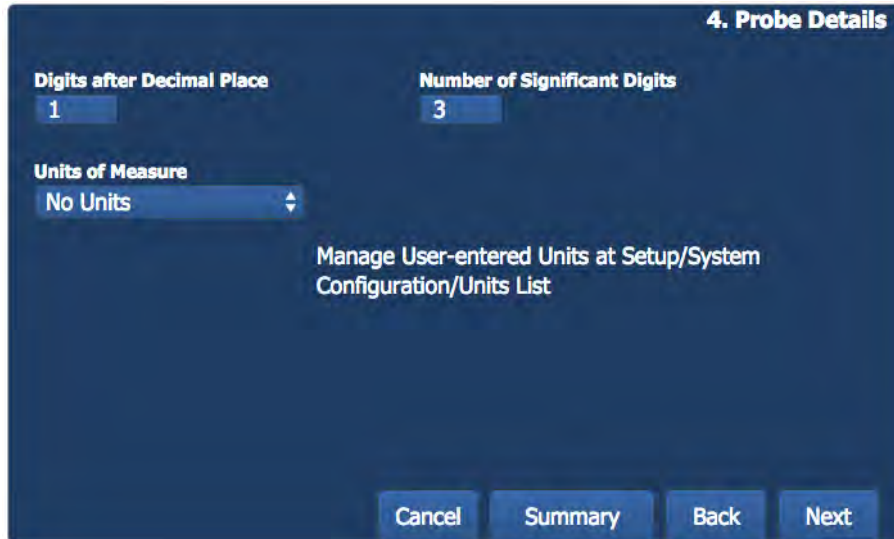 4. Probe Details
Digits after Decimal Place
Number of Significant Digits
1
3
Units of Measure
No Units
Manage User-entered Units at Setup/System
Configuration/Units List
Cancel
Summary
Back
Next